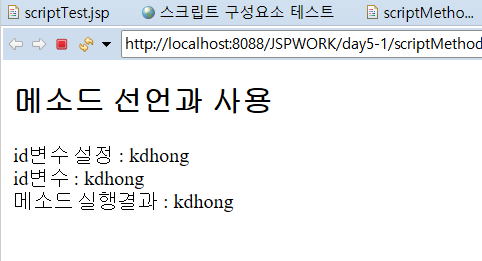 scriptTest.jsp 스크립트 구성요소 테스트 scriptMetho...
http://localhost:8088/JSPWORK/day5-1/scriptMethod
메소드 선언과 사용
id변수 설정 : kdhong
id변수 : kdhong
메소드 실행결과 : kdhong